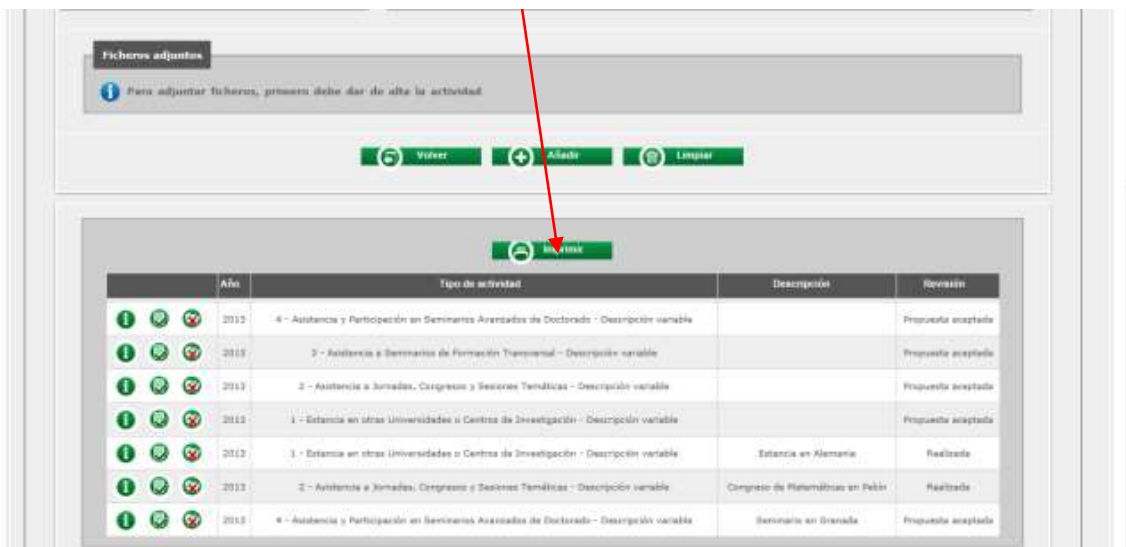 Ficheros adjuntos
Para adjuntar ficheros, primero debe dar de alta la actividad
Volver Añadir Limpiar
Imprimir
Año Tipo de actividad Descripción Revisión
2013 4 - Asistencia y Participación en Seminarios Avanzados de Doctorado - Descripción variable Propuesta aceptada
2013 3 - Asistencia a Seminarios de Formación Transversal - Descripción variable Propuesta aceptada
2013 2 - Asistencia a Jornadas, Congresos y Sesiones Temáticas - Descripción variable Propuesta aceptada
2013 1 - Estancia en otras Universidades o Centros de Investigación - Descripción variable Propuesta aceptada
2013 1 - Estancia en otras Universidades o Centros de Investigación - Descripción variable Estancia en Alemania Realizada
2013 2 - Asistencia a Jornadas, Congresos y Sesiones Temáticas - Descripción variable Congreso de Matemáticas en Pekín Realizada
2013 4 - Asistencia y Participación en Seminarios Avanzados de Doctorado - Descripción variable Seminario en Granada Propuesta aceptada